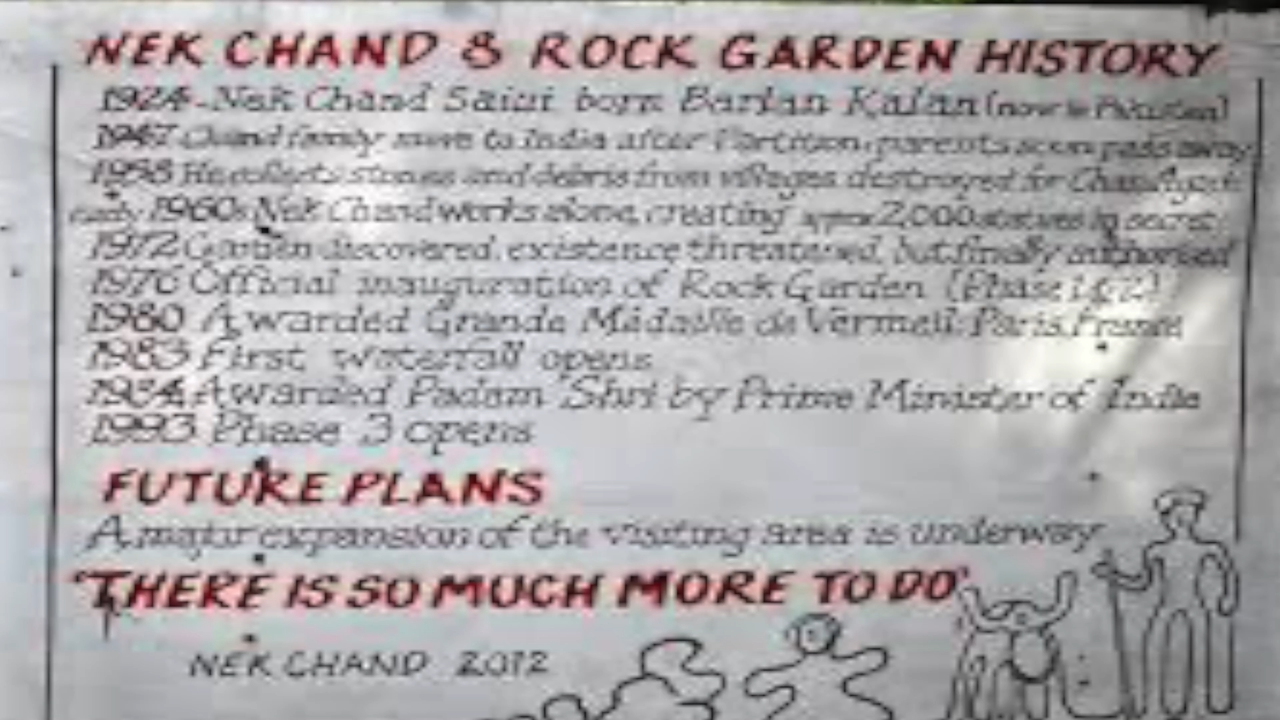 NEK CHAND & ROCK GARDEN HISTORY
1924-Nek Chand Saini born Barian Kalan (now in Pakistan)
1947 Chand family move to India after Partition, parents soon pass away
1958 He collects stones and debris from villages destroyed for Chandigarh
early 1960s Nek Chand works alone, creating approx 2,000 statues in secret
1972 Garden discovered, existence threatened, but finally authorised
1976 Official inauguration of Rock Garden (Phase 1&2)
1980 Awarded Grande Médaille de Vermeil: Paris, France
1983 First waterfall opens
1984 Awarded Padam Shri by Prime Minister of India
1993 Phase 3 opens
FUTURE PLANS
A major expansion of the visiting area is underway
'THERE IS SO MUCH MORE TO DO'
NEK CHAND 2012